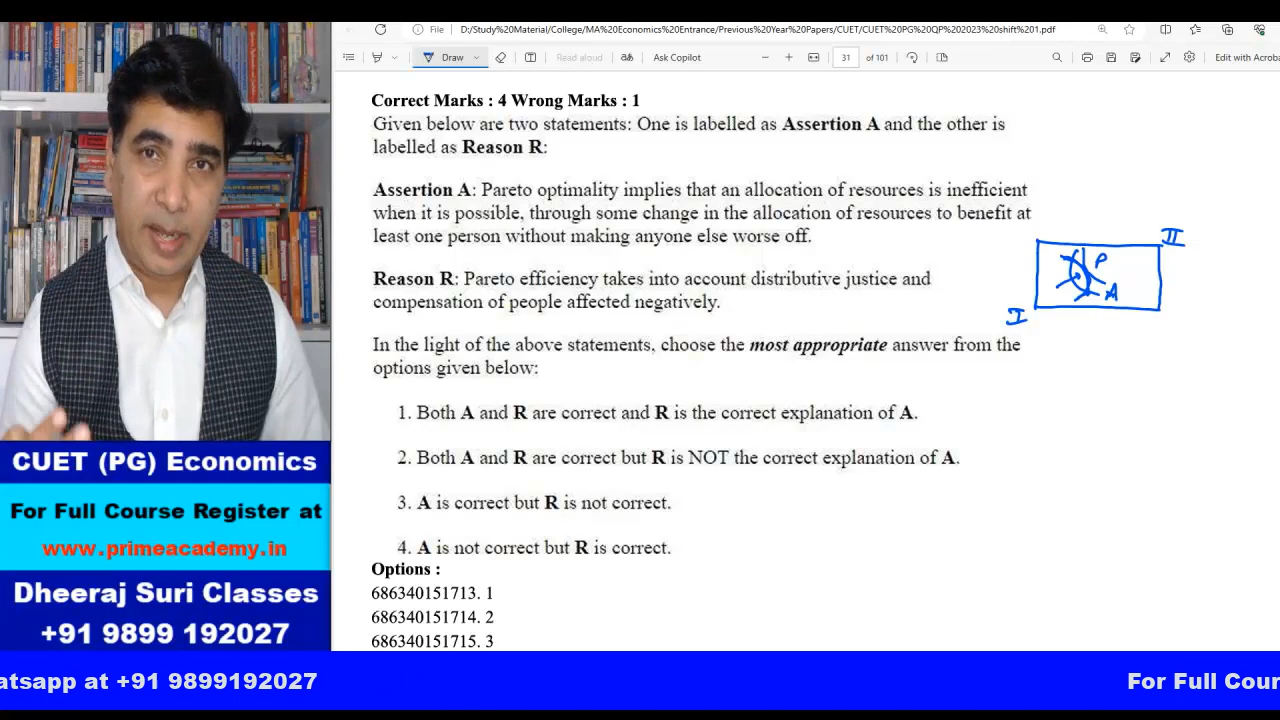 File
D:/Study%20Material/College/MA%20Economics%20Entrance/Previous%20Year%20Papers/CUET/CUET%20PG%20QP%202023%20shift%201.pdf
Draw
Read aloud
Ask Copilot
31
of 101
Edit with Acroba
Correct Marks : 4 Wrong Marks : 1
Given below are two statements: One is labelled as Assertion A and the other is
labelled as Reason R:
Assertion A: Pareto optimality implies that an allocation of resources is inefficient
when it is possible, through some change in the allocation of resources to benefit at
least one person without making anyone else worse off.
Reason R: Pareto efficiency takes into account distributive justice and
compensation of people affected negatively.
In the light of the above statements, choose the most appropriate answer from the
options given below:
1. Both A and R are correct and R is the correct explanation of A.
2. Both A and R are correct but R is NOT the correct explanation of A.
3. A is correct but R is not correct.
4. A is not correct but R is correct.
Options :
686340151713. 1
686340151714. 2
686340151715. 3
II
P
A
I
CUET (PG) Economics
For Full Course Register at
www.primeacademy.in
Dheeraj Suri Classes
+91 9899 192027
atsapp at +91 9899192027
For Full Cour